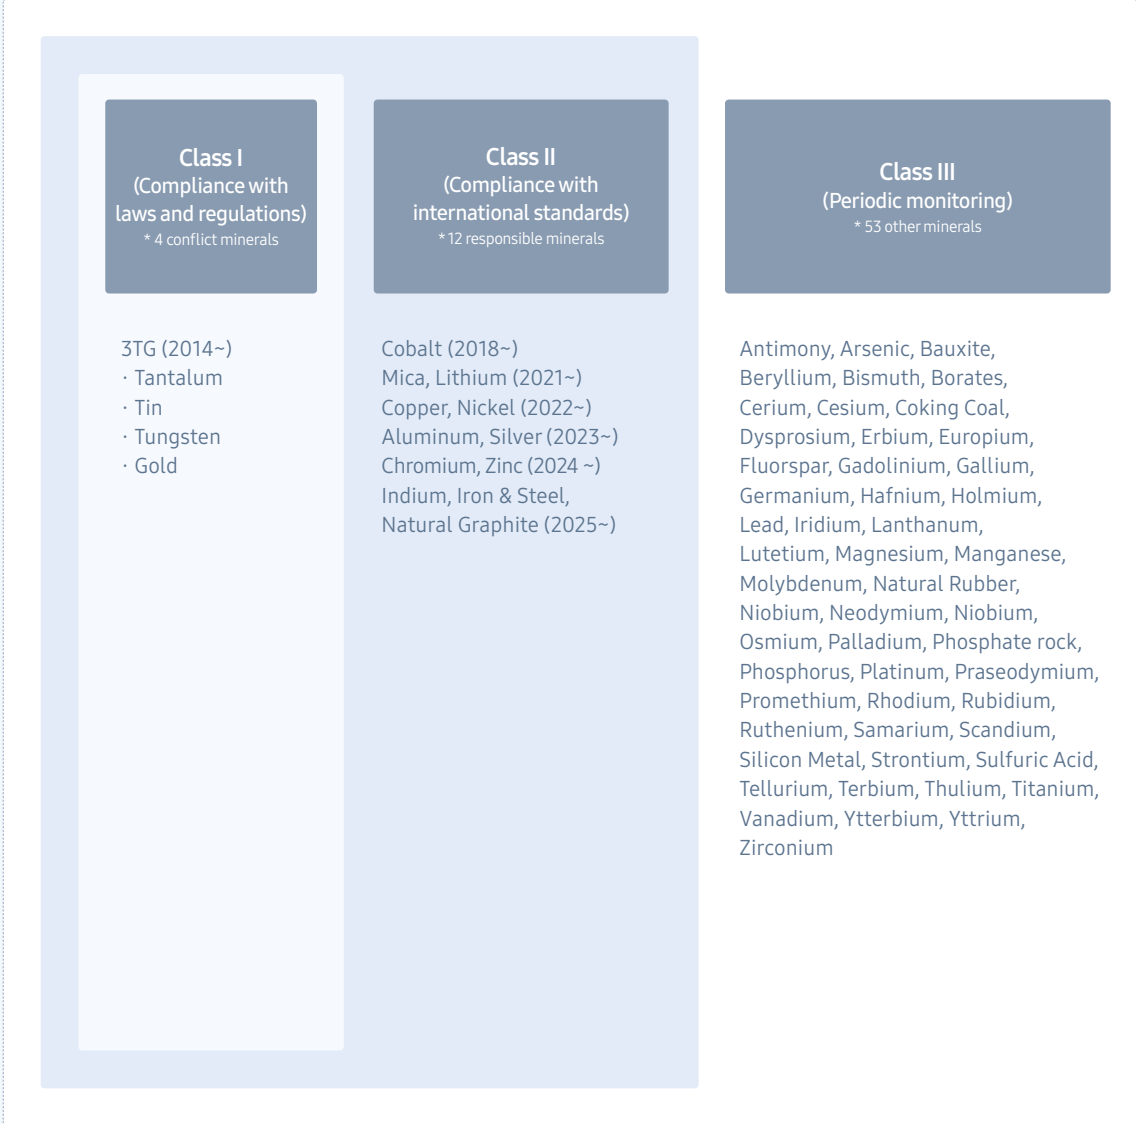 Class I
(Compliance with
laws and regulations)
* 4 conflict minerals
3TG (2014~)
· Tantalum
· Tin
· Tungsten
· Gold
Class II
(Compliance with
international standards)
* 12 responsible minerals
Cobalt (2018~)
Mica, Lithium (2021~)
Copper, Nickel (2022~)
Aluminum, Silver (2023~)
Chromium, Zinc (2024 ~)
Indium, Iron & Steel,
Natural Graphite (2025~)
Class III
(Periodic monitoring)
* 53 other minerals
Antimony, Arsenic, Bauxite,
Beryllium, Bismuth, Borates,
Cerium, Cesium, Coking Coal,
Dysprosium, Erbium, Europium,
Fluorspar, Gadolinium, Gallium,
Germanium, Hafnium, Holmium,
Lead, Iridium, Lanthanum,
Lutetium, Magnesium, Manganese,
Molybdenum, Natural Rubber,
Niobium, Neodymium, Niobium,
Osmium, Palladium, Phosphate rock,
Phosphorus, Platinum, Praseodymium,
Promethium, Rhodium, Rubidium,
Ruthenium, Samarium, Scandium,
Silicon Metal, Strontium, Sulfuric Acid,
Tellurium, Terbium, Thulium, Titanium,
Vanadium, Ytterbium, Yttrium,
Zirconium